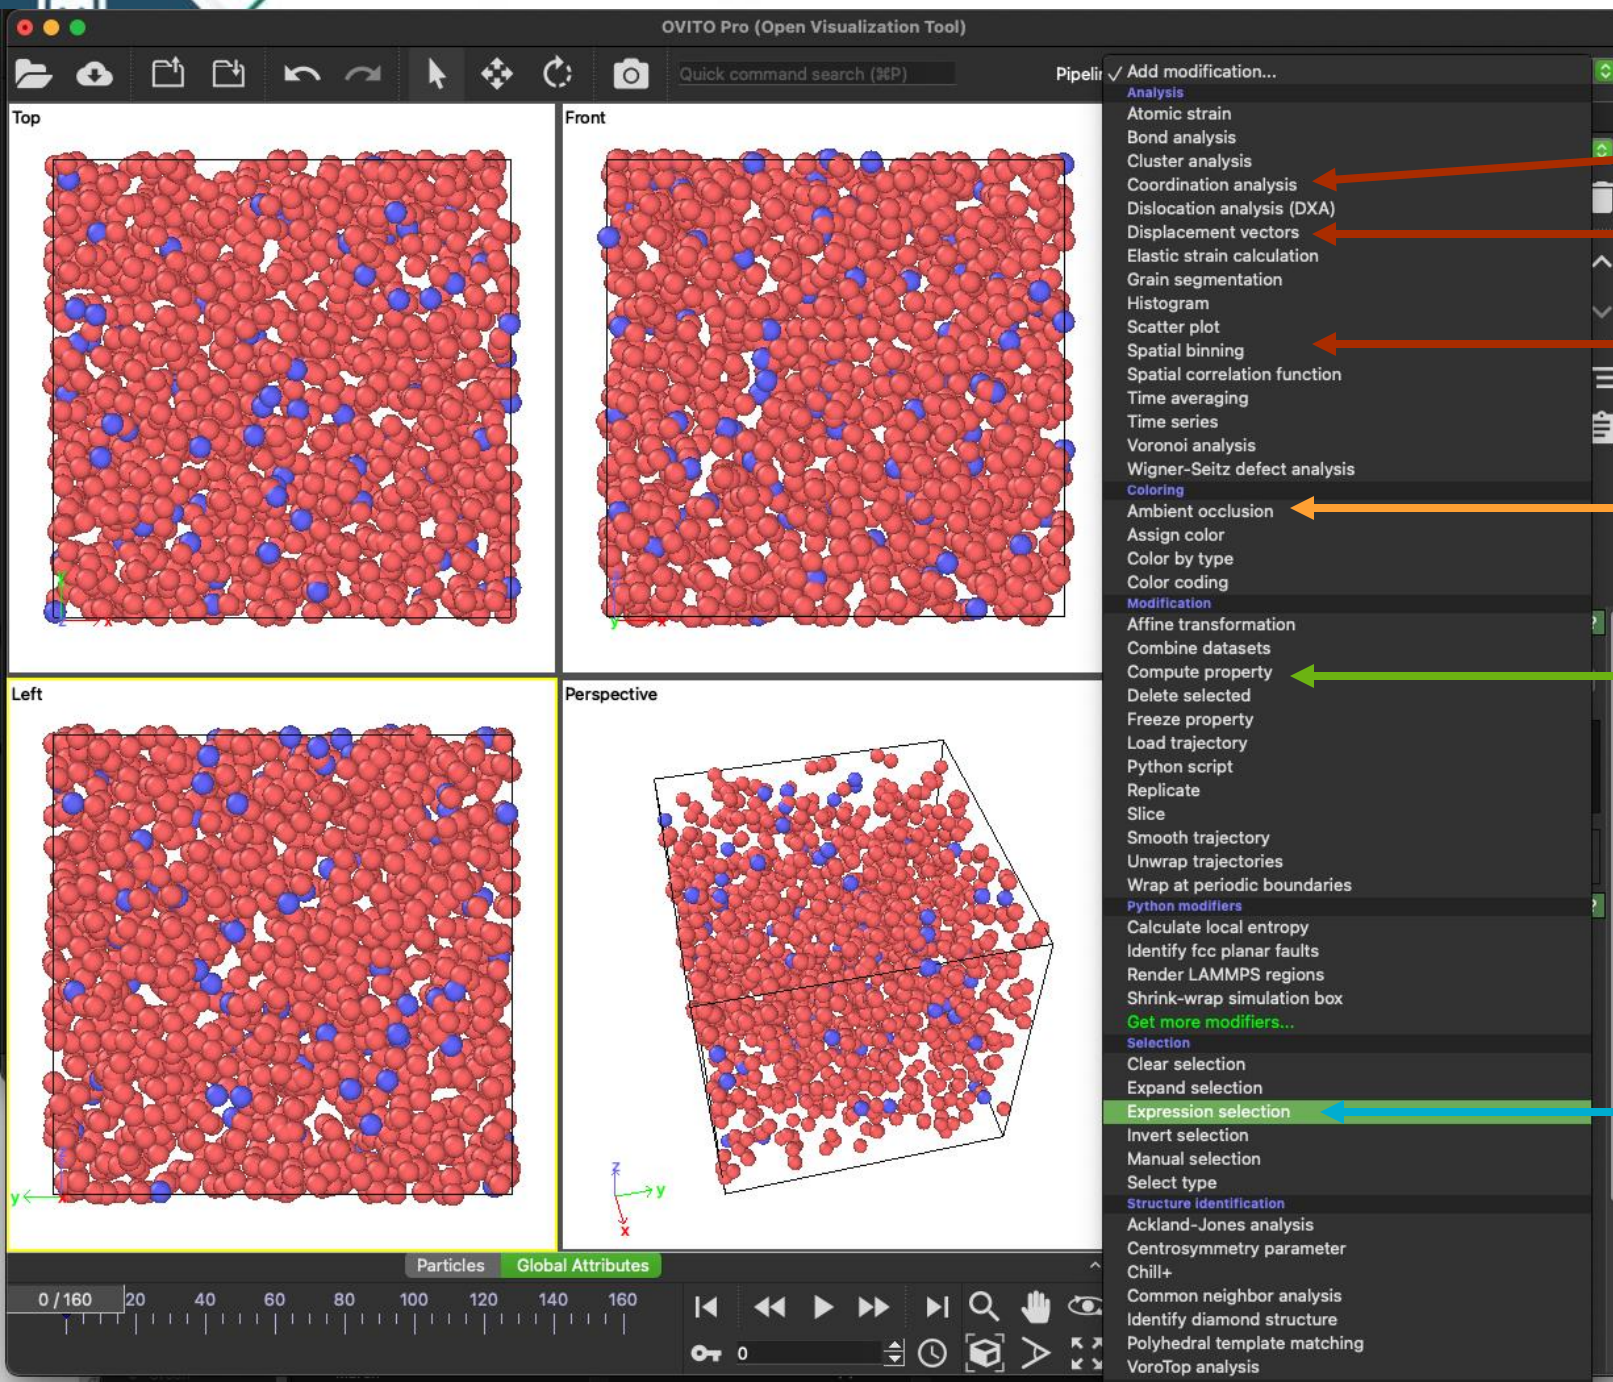 OVITO Pro (Open Visualization Tool)
Quick command search (⌘P)
✓ Add modification...
Analysis
Atomic strain
Bond analysis
Cluster analysis
Coordination analysis
Dislocation analysis (DXA)
Displacement vectors
Elastic strain calculation
Grain segmentation
Histogram
Scatter plot
Spatial binning
Spatial correlation function
Time averaging
Time series
Voronoi analysis
Wigner-Seitz defect analysis
Coloring
Ambient occlusion
Assign color
Color by type
Color coding
Modification
Affine transformation
Combine datasets
Compute property
Delete selected
Freeze property
Load trajectory
Python script
Replicate
Slice
Smooth trajectory
Unwrap trajectories
Wrap at periodic boundaries
Python modifiers
Calculate local entropy
Identify fcc planar faults
Render LAMMPS regions
Shrink-wrap simulation box
Get more modifiers...
Selection
Clear selection
Expand selection
Expression selection
Invert selection
Manual selection
Select type
Structure identification
Ackland-Jones analysis
Centrosymmetry parameter
Chill+
Common neighbor analysis
Identify diamond structure
Polyhedral template matching
VoroTop analysis
Top
Front
Left
Perspective
z
y
x
Particles Global Attributes
0 / 160 20 40 60 80 100 120 140 160
0